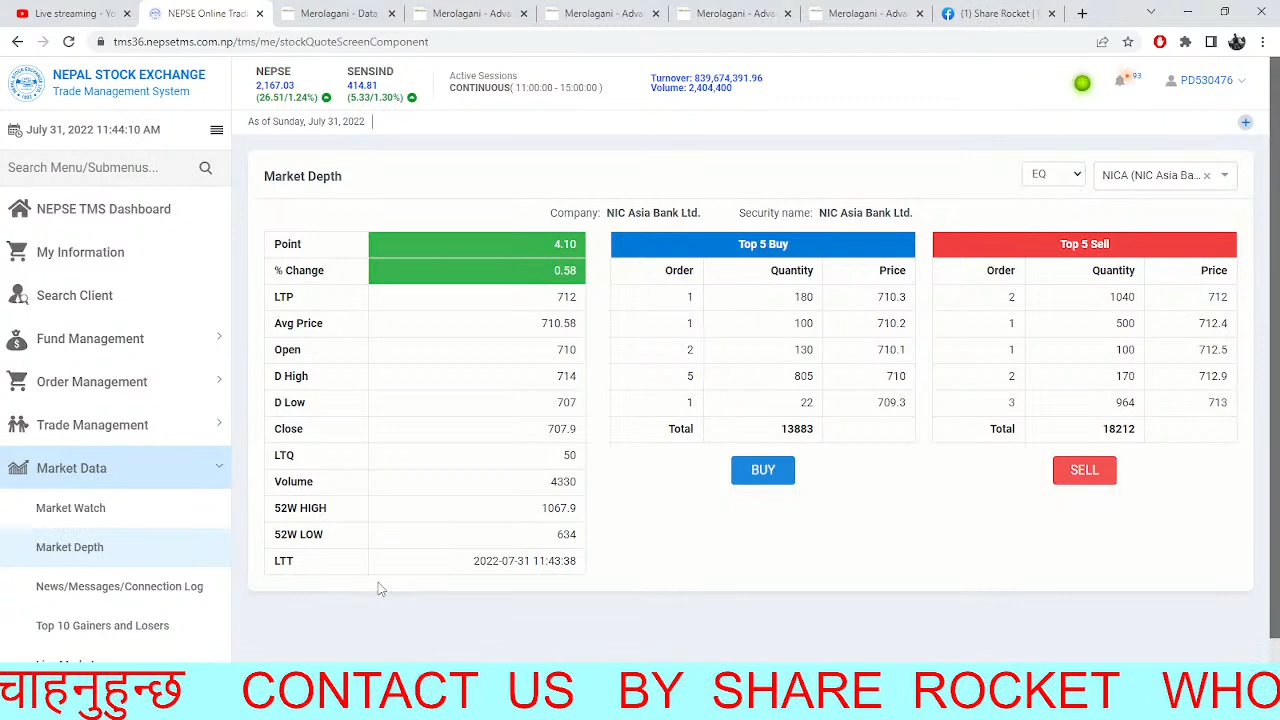 Live streaming - Y
NEPSE Online Tradi
Merolagani - Data
Merolagani - Adva
Merolagani - Adva
Merolagani - Adva
Merolagani - Adva
(1) Share Rocket | L
tms36.nepsetms.com.np/tms/me/stockQuoteScreenComponent
NEPAL STOCK EXCHANGE
Trade Management System
NEPSE
2,167.03
(26.51/1.24%)
SENSIND
414.81
(5.33/1.30%)
Active Sessions
CONTINUOUS( 11:00:00 - 15:00:00 )
Turnover: 839,674,391.96
Volume: 2,404,400
93
PD530476
July 31, 2022 11:44:10 AM
As of Sunday, July 31, 2022
Search Menu/Submenus...
NEPSE TMS Dashboard
My Information
Search Client
Fund Management
Order Management
Trade Management
Market Data
Market Watch
Market Depth
News/Messages/Connection Log
Top 10 Gainers and Losers
Market Depth
EQ
NICA (NIC Asia Ba...
Company: NIC Asia Bank Ltd. Security name: NIC Asia Bank Ltd.
Point 4.10
% Change 0.58
LTP 712
Avg Price 710.58
Open 710
D High 714
D Low 707
Close 707.9
LTQ 50
Volume 4330
52W HIGH 1067.9
52W LOW 634
LTT 2022-07-31 11:43:38
Top 5 Buy
Order Quantity Price
1 180 710.3
1 100 710.2
2 130 710.1
5 805 710
1 22 709.3
Total 13883
BUY
Top 5 Sell
Order Quantity Price
2 1040 712
1 500 712.4
1 100 712.5
2 170 712.9
3 964 713
Total 18212
SELL
चाहनुहुन्छ CONTACT US BY SHARE ROCKET WHO